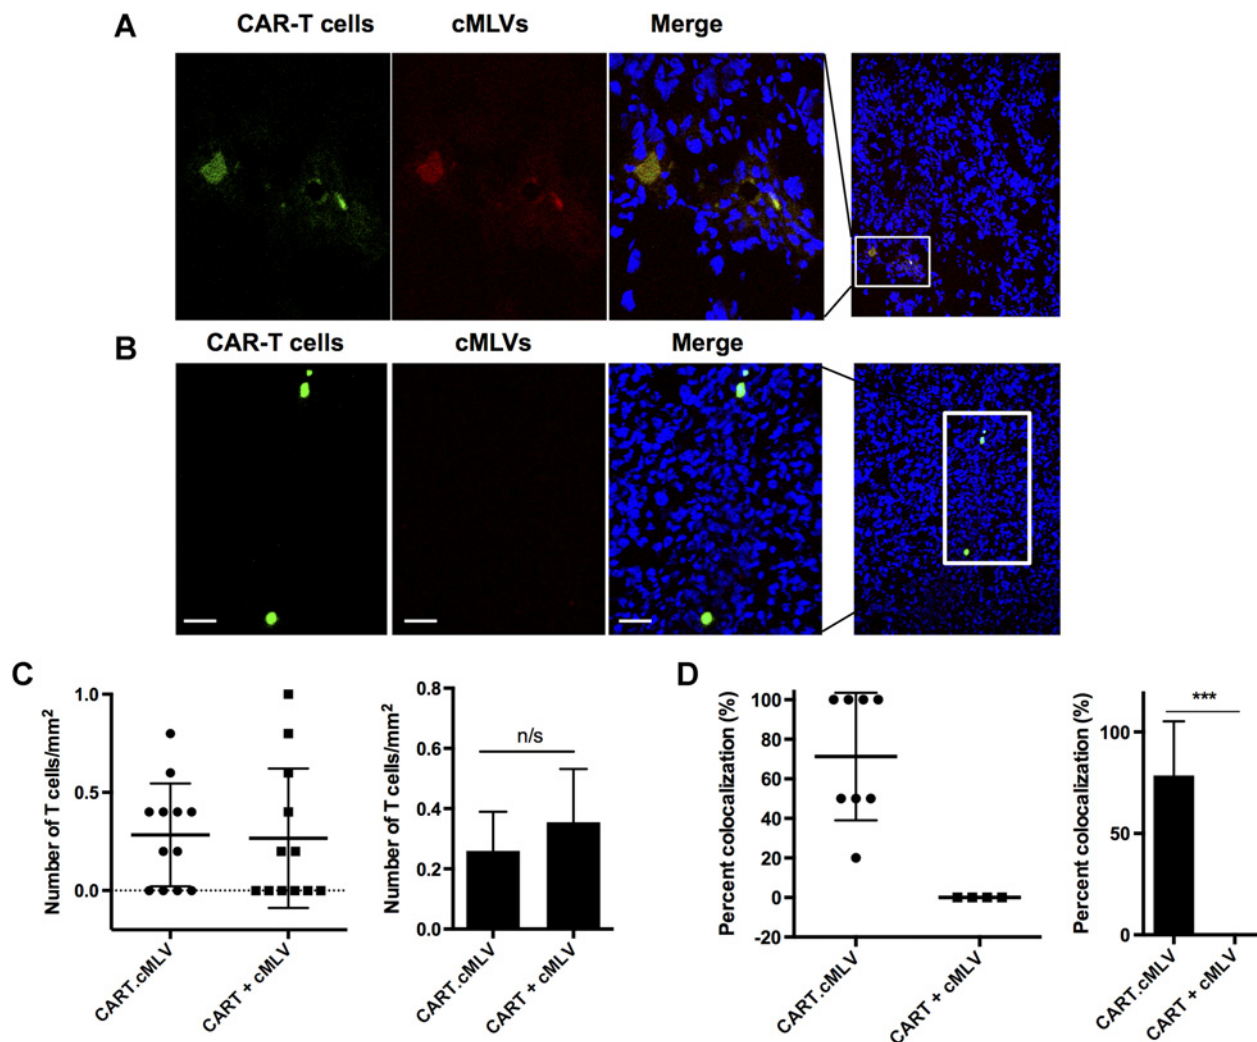 A
CAR-T cells cMLVs Merge
B
CAR-T cells cMLVs Merge
C
Number of T cells/mm²
1.0
0.5
0.0
CART.cMLV
CART + cMLV
Number of T cells/mm²
0.8
0.6
0.4
0.2
0.0
n/s
CART.cMLV
CART + cMLV
D
Percent colocalization (%)
100
80
60
40
20
0
-20
CART.cMLV
CART + cMLV
Percent colocalization (%)
100
50
0
***
CART.cMLV
CART + cMLV